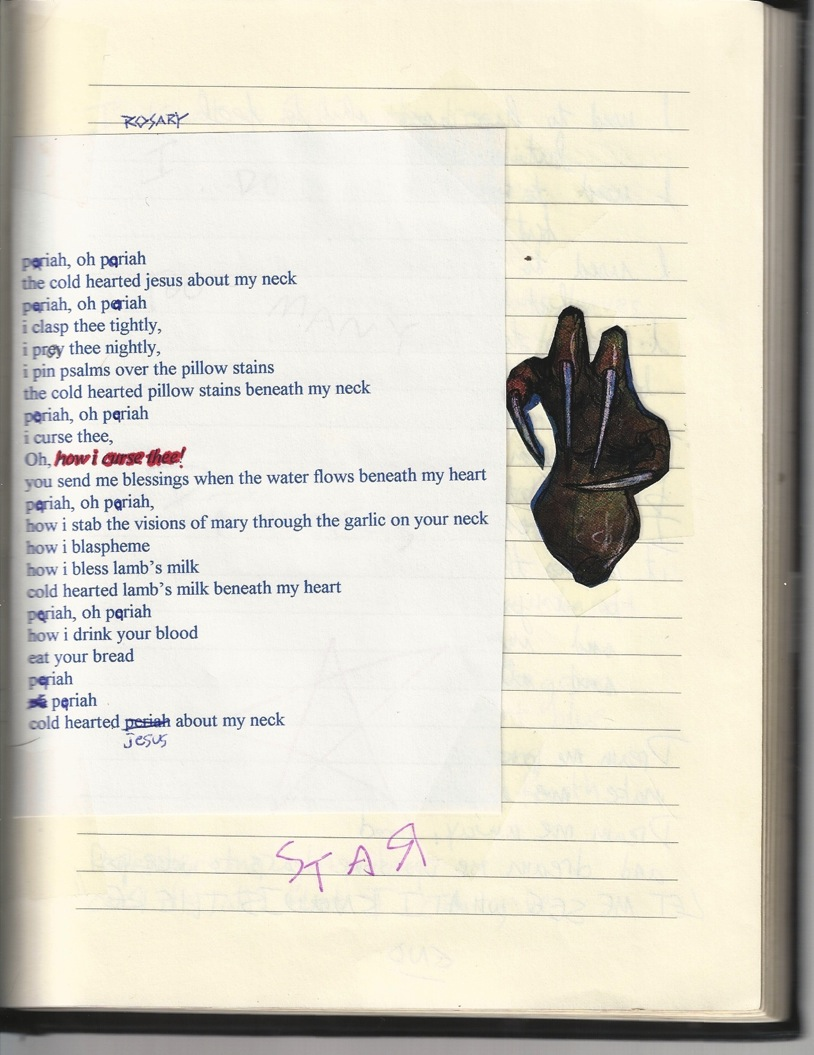 ROSARY
pariah, oh pariah
the cold hearted jesus about my neck
pariah, oh pariah
i clasp thee tightly,
i prey thee nightly,
i pin psalms over the pillow stains
the cold hearted pillow stains beneath my neck
pariah, oh pariah
i curse thee,
Oh, how i curse thee!
you send me blessings when the water flows beneath my heart
pariah, oh pariah,
how i stab the visions of mary through the garlic on your neck
how i blaspheme
how i bless lamb's milk
cold hearted lamb's milk beneath my heart
pariah, oh pariah
how i drink your blood
eat your bread
pariah
pariah
cold hearted periah about my neck
jesus
STAR